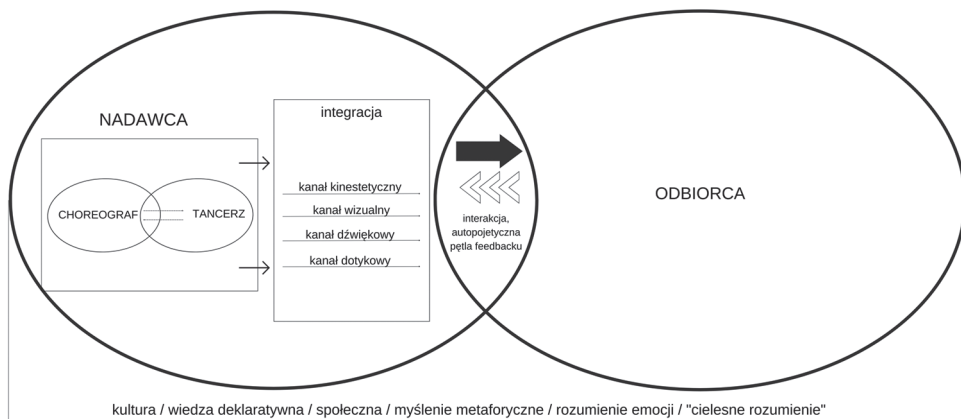 NADAWCA
CHOREOGRAF
TANCERZ
integracja
kanał kinestetyczny
kanał wizualny
kanał dźwiękowy
kanał dotykowy
interakcja,
autopojetyczna
pętla feedbacku
ODBIORCA
kultura / wiedza deklaratywna / społeczna / myślenie metaforyczne / rozumienie emocji / "cielesne rozumienie"